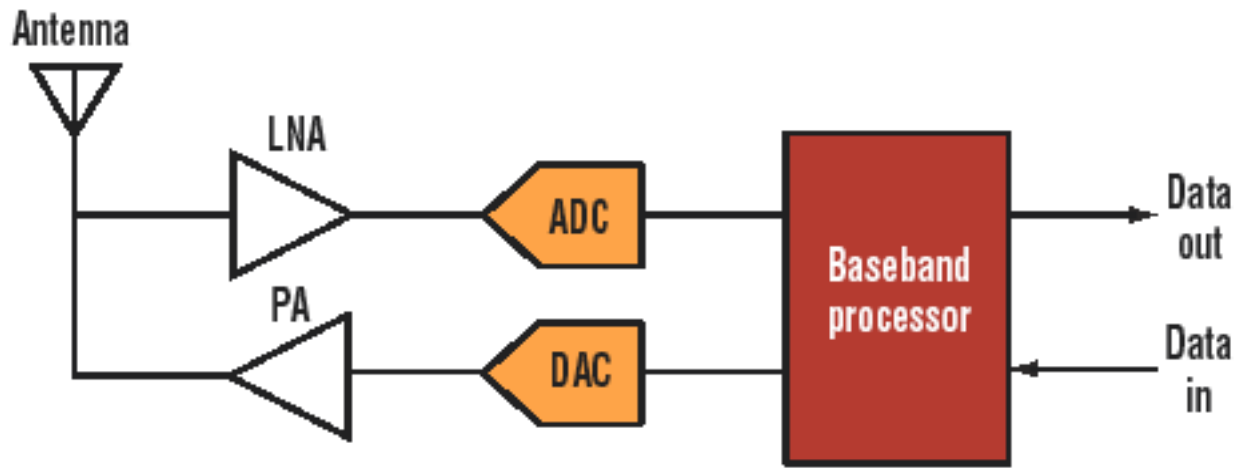 Antenna
LNA
ADC
PA
DAC
Baseband
processor
Data
out
Data
in